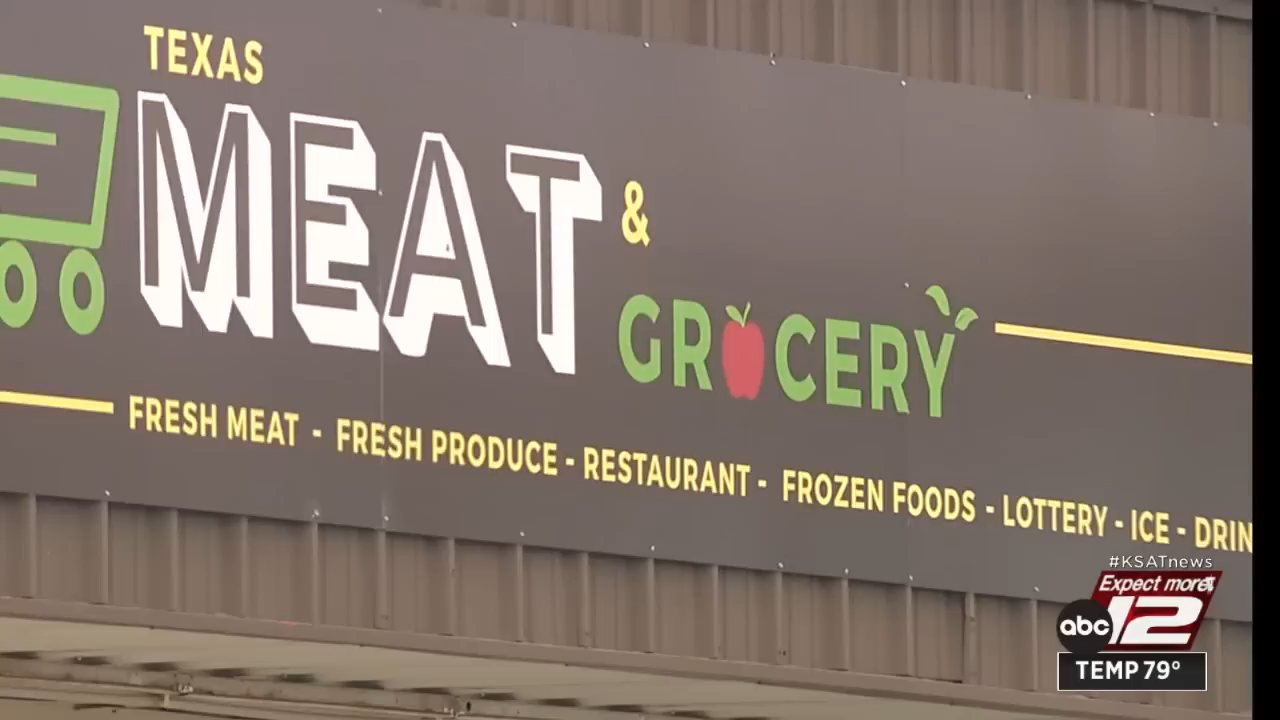 TEXAS
MEAT &
GROCERY
FRESH MEAT - FRESH PRODUCE - RESTAURANT - FROZEN FOODS - LOTTERY - ICE - DRIN
#KSATnews
Expect more
abc 12
TEMP 79°